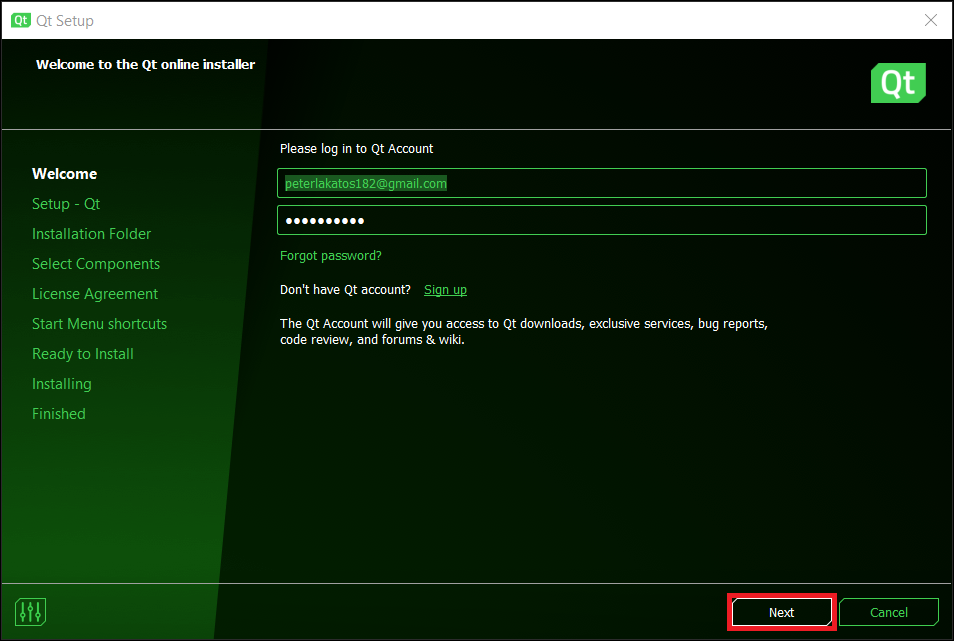 Qt Qt Setup
Welcome to the Qt online installer
Qt
Welcome
Setup - Qt
Installation Folder
Select Components
License Agreement
Start Menu shortcuts
Ready to Install
Installing
Finished
Please log in to Qt Account
peterlakatos182@gmail.com
●●●●●●●●●●
Forgot password?
Don't have Qt account? Sign up
The Qt Account will give you access to Qt downloads, exclusive services, bug reports,
code review, and forums & wiki.
Next
Cancel